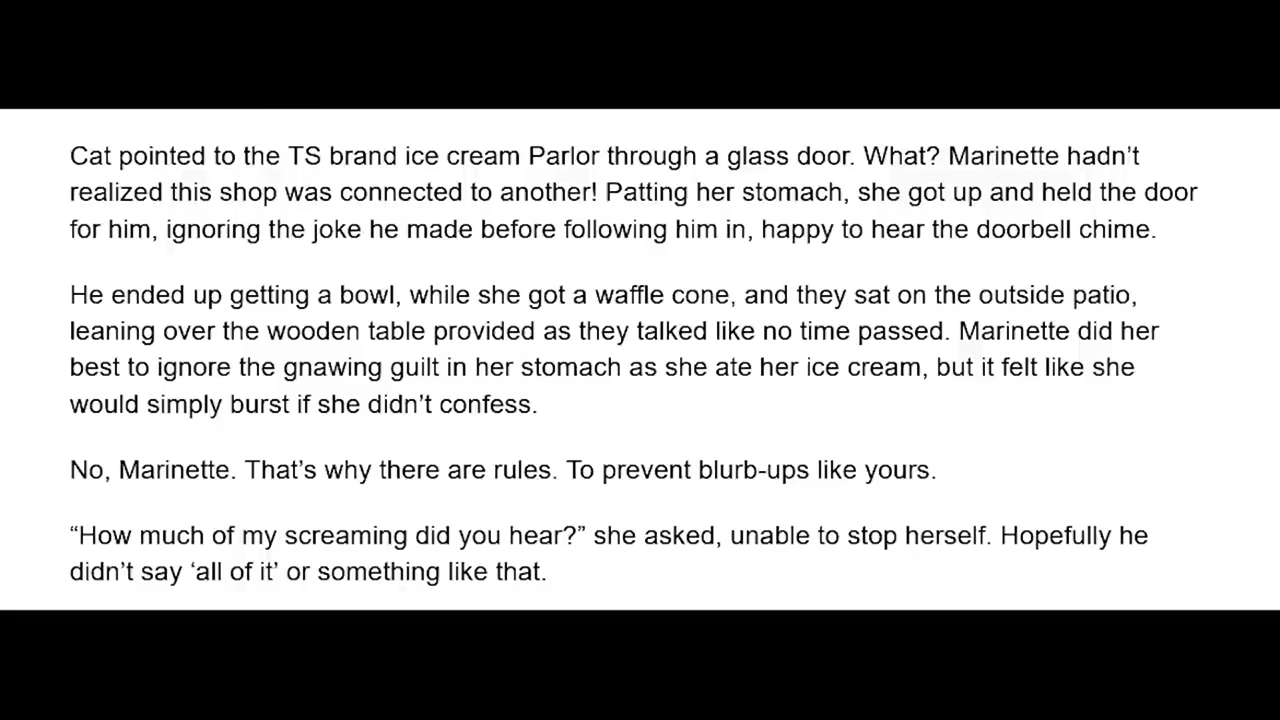 Cat pointed to the TS brand ice cream Parlor through a glass door. What? Marinette hadn’t
realized this shop was connected to another! Patting her stomach, she got up and held the door
for him, ignoring the joke he made before following him in, happy to hear the doorbell chime.
He ended up getting a bowl, while she got a waffle cone, and they sat on the outside patio,
leaning over the wooden table provided as they talked like no time passed. Marinette did her
best to ignore the gnawing guilt in her stomach as she ate her ice cream, but it felt like she
would simply burst if she didn’t confess.
No, Marinette. That’s why there are rules. To prevent blurb-ups like yours.
“How much of my screaming did you hear?” she asked, unable to stop herself. Hopefully he
didn’t say ‘all of it’ or something like that.